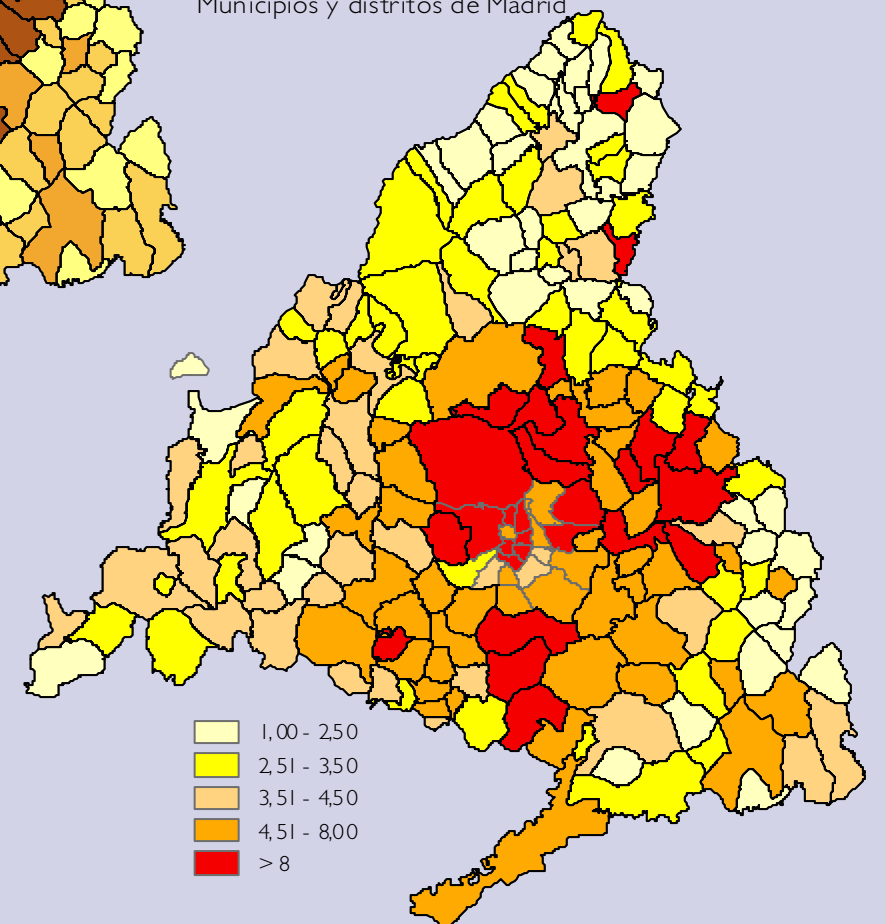 Municipios y distritos de Madrid
1,00 - 2,50
2,51 - 3,50
3,51 - 4,50
4,51 - 8,00
> 8